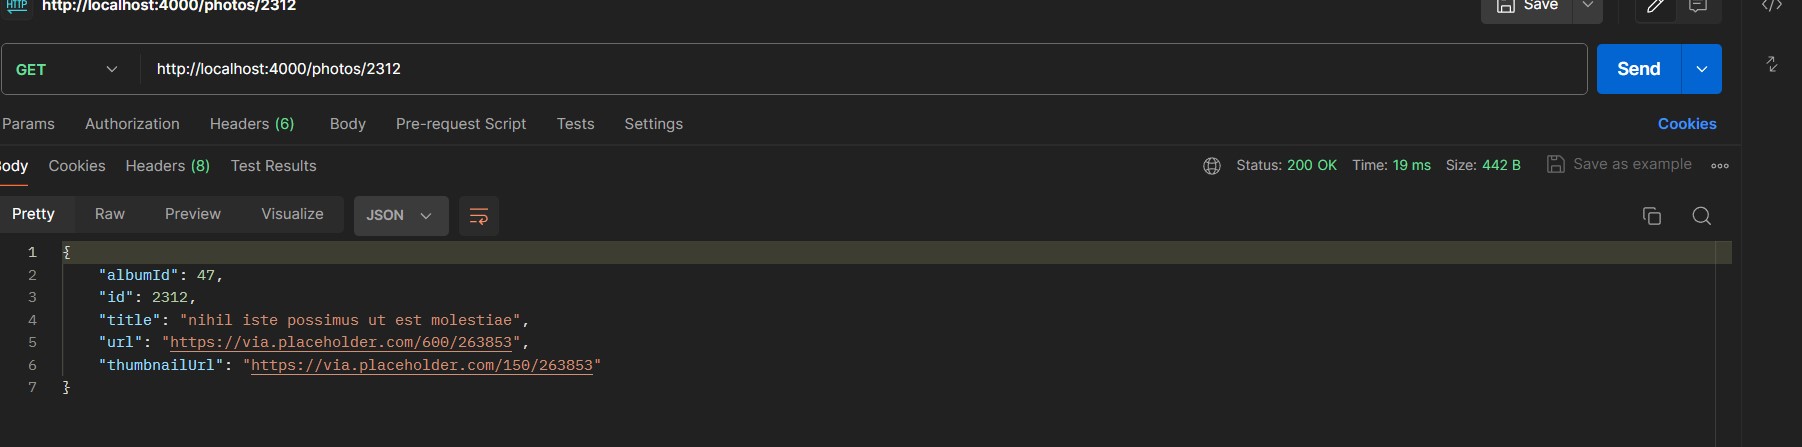 HTTP http://localhost:4000/photos/2312 Save
GET http://localhost:4000/photos/2312 Send
Params Authorization Headers (6) Body Pre-request Script Tests Settings Cookies
Body Cookies Headers (8) Test Results Status: 200 OK Time: 19 ms Size: 442 B Save as example
Pretty Raw Preview Visualize JSON
1 {
2 "albumId": 47,
3 "id": 2312,
4 "title": "nihil iste possimus ut est molestiae",
5 "url": "https://via.placeholder.com/600/263853",
6 "thumbnailUrl": "https://via.placeholder.com/150/263853"
7 }